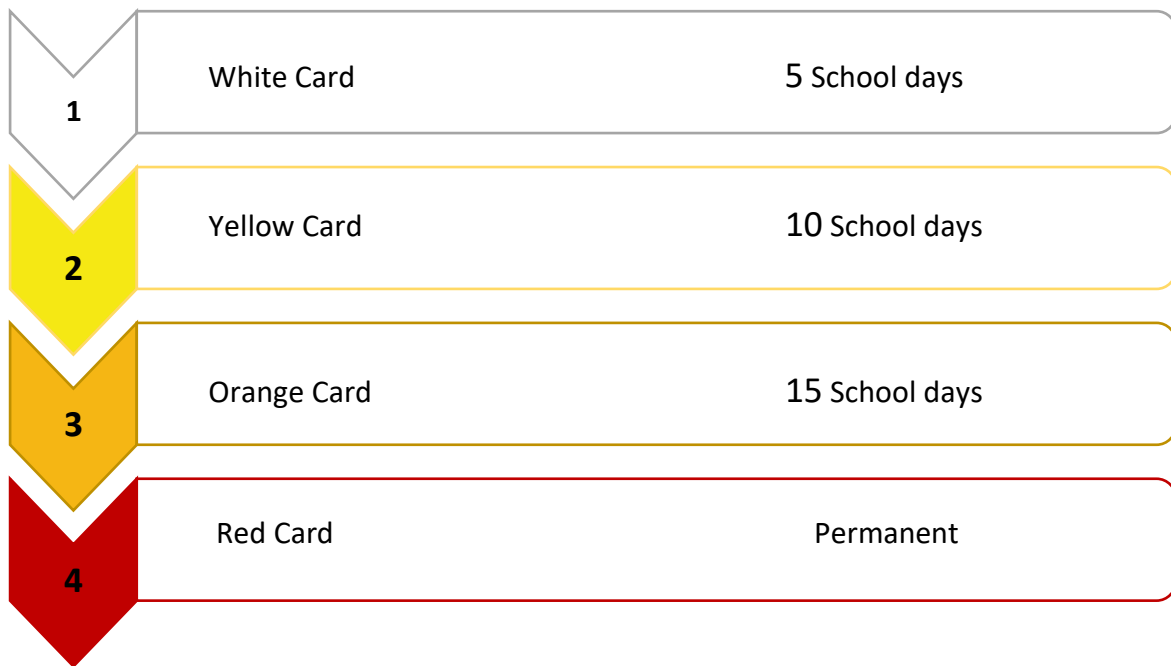 1 White Card 5 School days
2 Yellow Card 10 School days
3 Orange Card 15 School days
4 Red Card Permanent